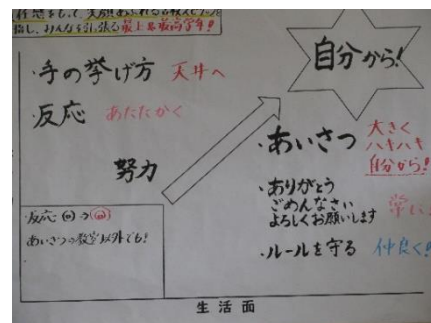 指し、みんなを引っ張る最上級最高学年!
自分から!
・手の挙げ方 天井へ
・反応 あたたかく
努力
・あいさつ 大きく
ハキハキ
自分から!
・ありがとう
ごめんなさい
よろしくお願いします
・ルールを守る 仲良く!
・反応
あいさつ→教室以外でも!
生活面